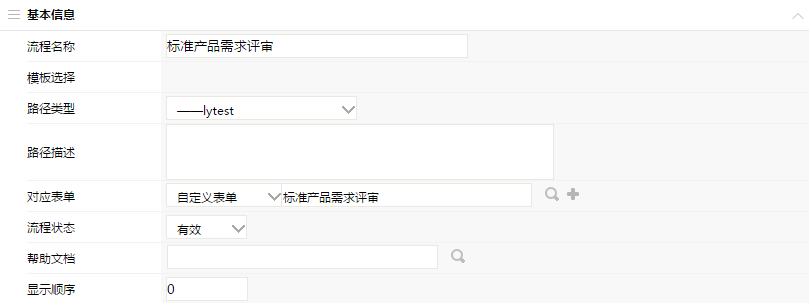 基本信息
流程名称 标准产品需求评审
模板选择
路径类型 ——lytest
路径描述
对应表单 自定义表单 标准产品需求评审
流程状态 有效
帮助文档
显示顺序 0